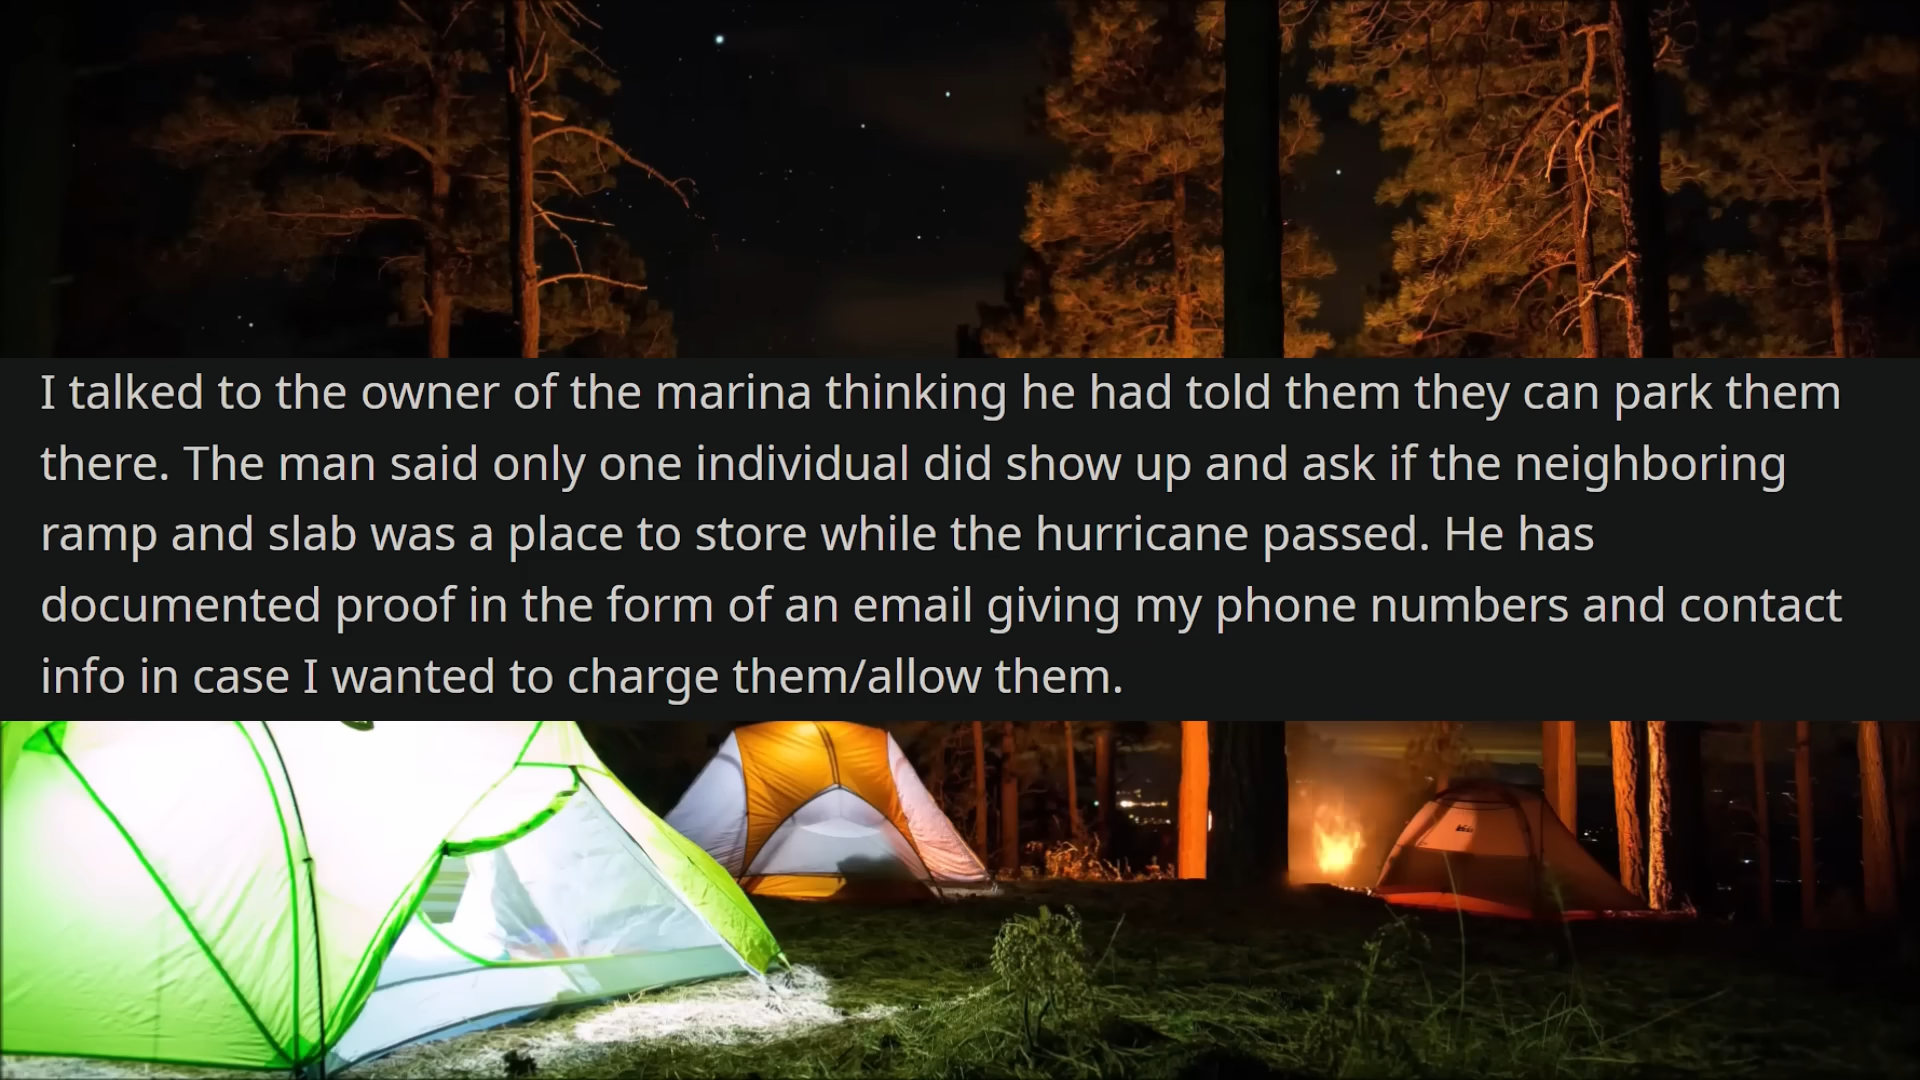 I talked to the owner of the marina thinking he had told them they can park them
there. The man said only one individual did show up and ask if the neighboring
ramp and slab was a place to store while the hurricane passed. He has
documented proof in the form of an email giving my phone numbers and contact
info in case I wanted to charge them/allow them.